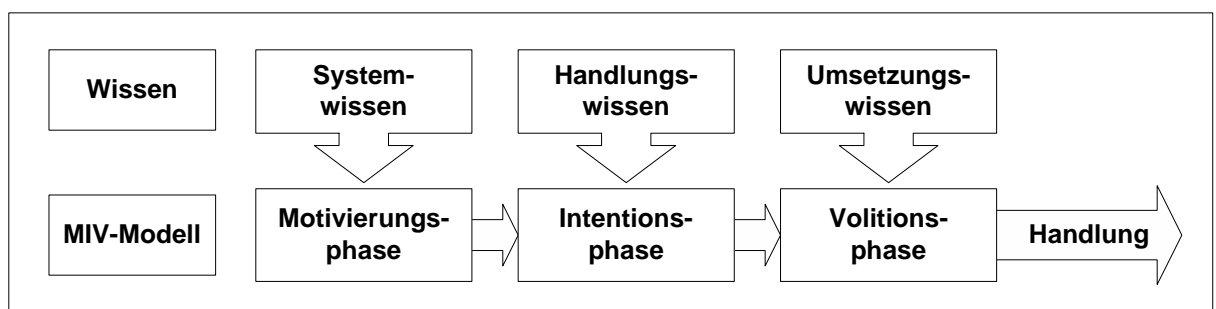 Wissen
System-
wissen
Handlungs-
wissen
Umsetzungs-
wissen
MIV-Modell
Motivierungs-
phase
Intentions-
phase
Volitions-
phase
Handlung